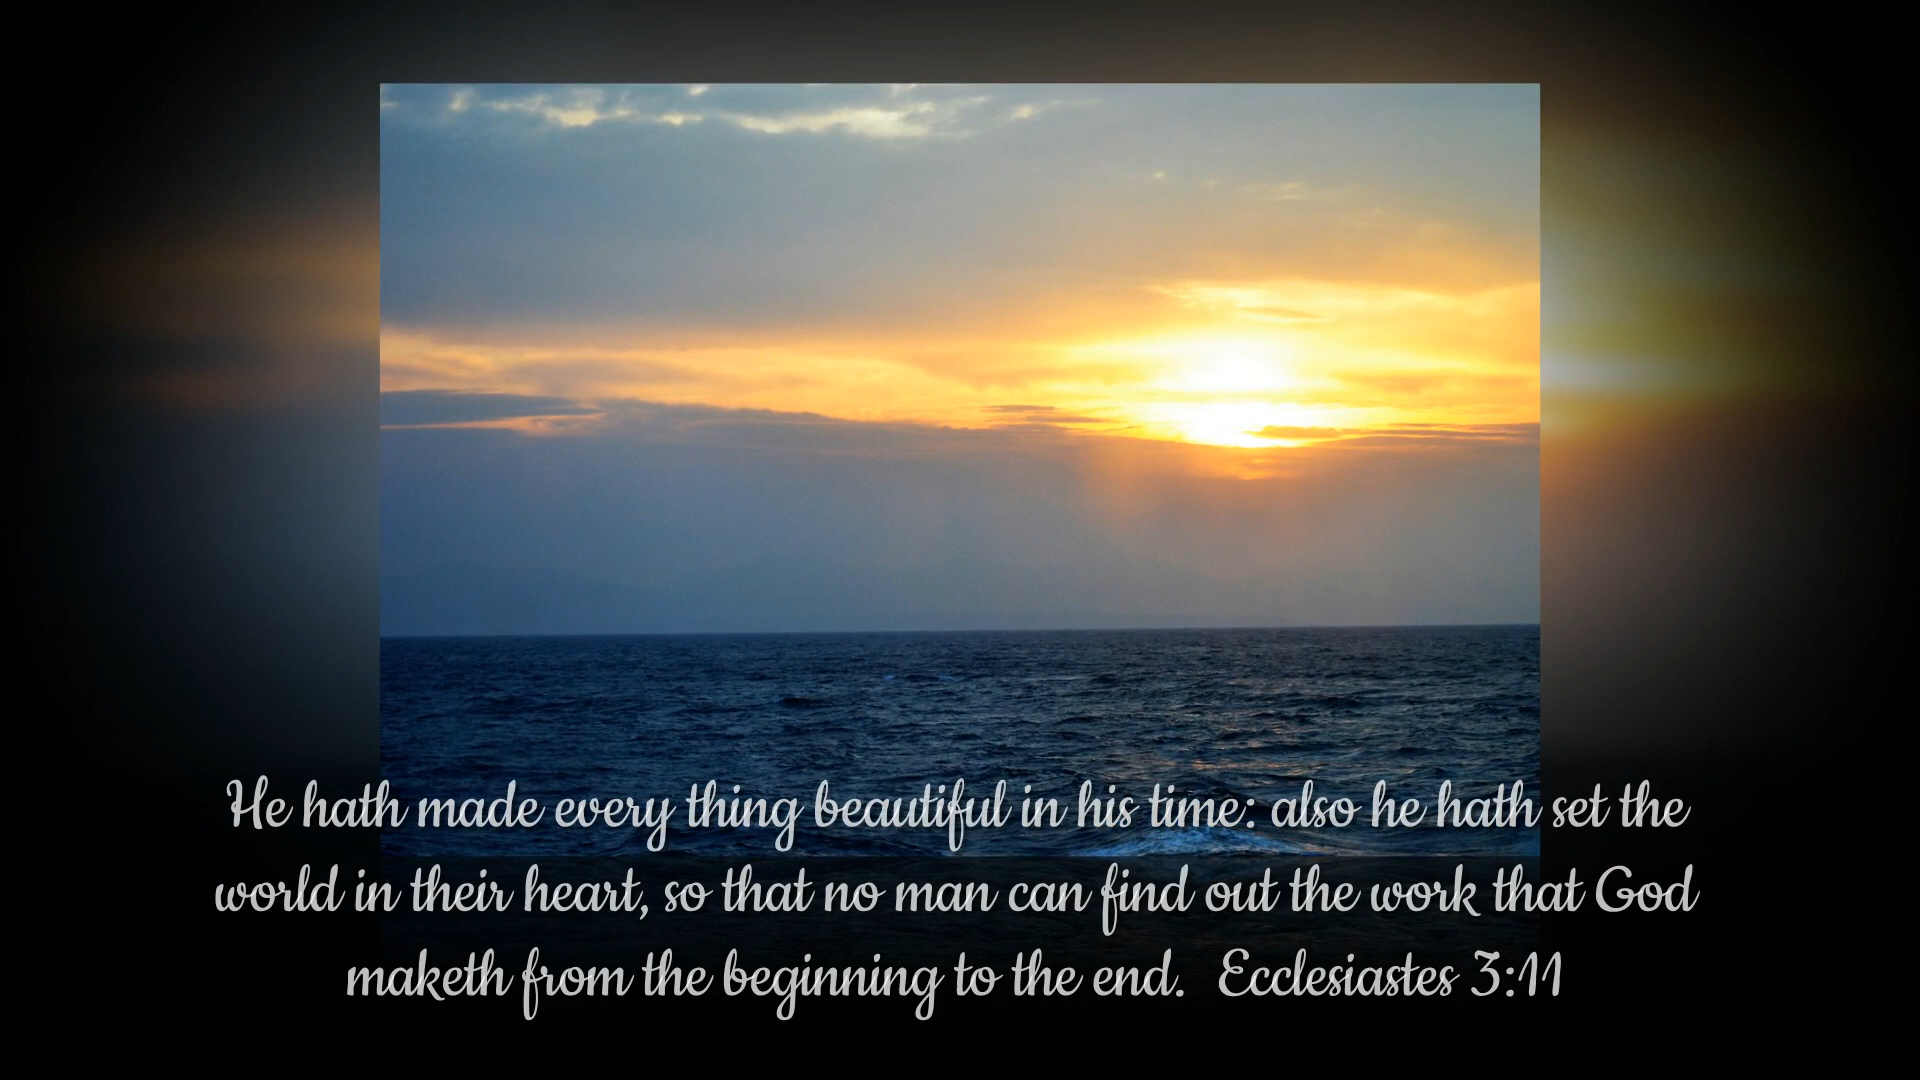 He hath made every thing beautiful in his time: also he hath set the
world in their heart, so that no man can find out the work that God
maketh from the beginning to the end.  Ecclesiastes 3:11